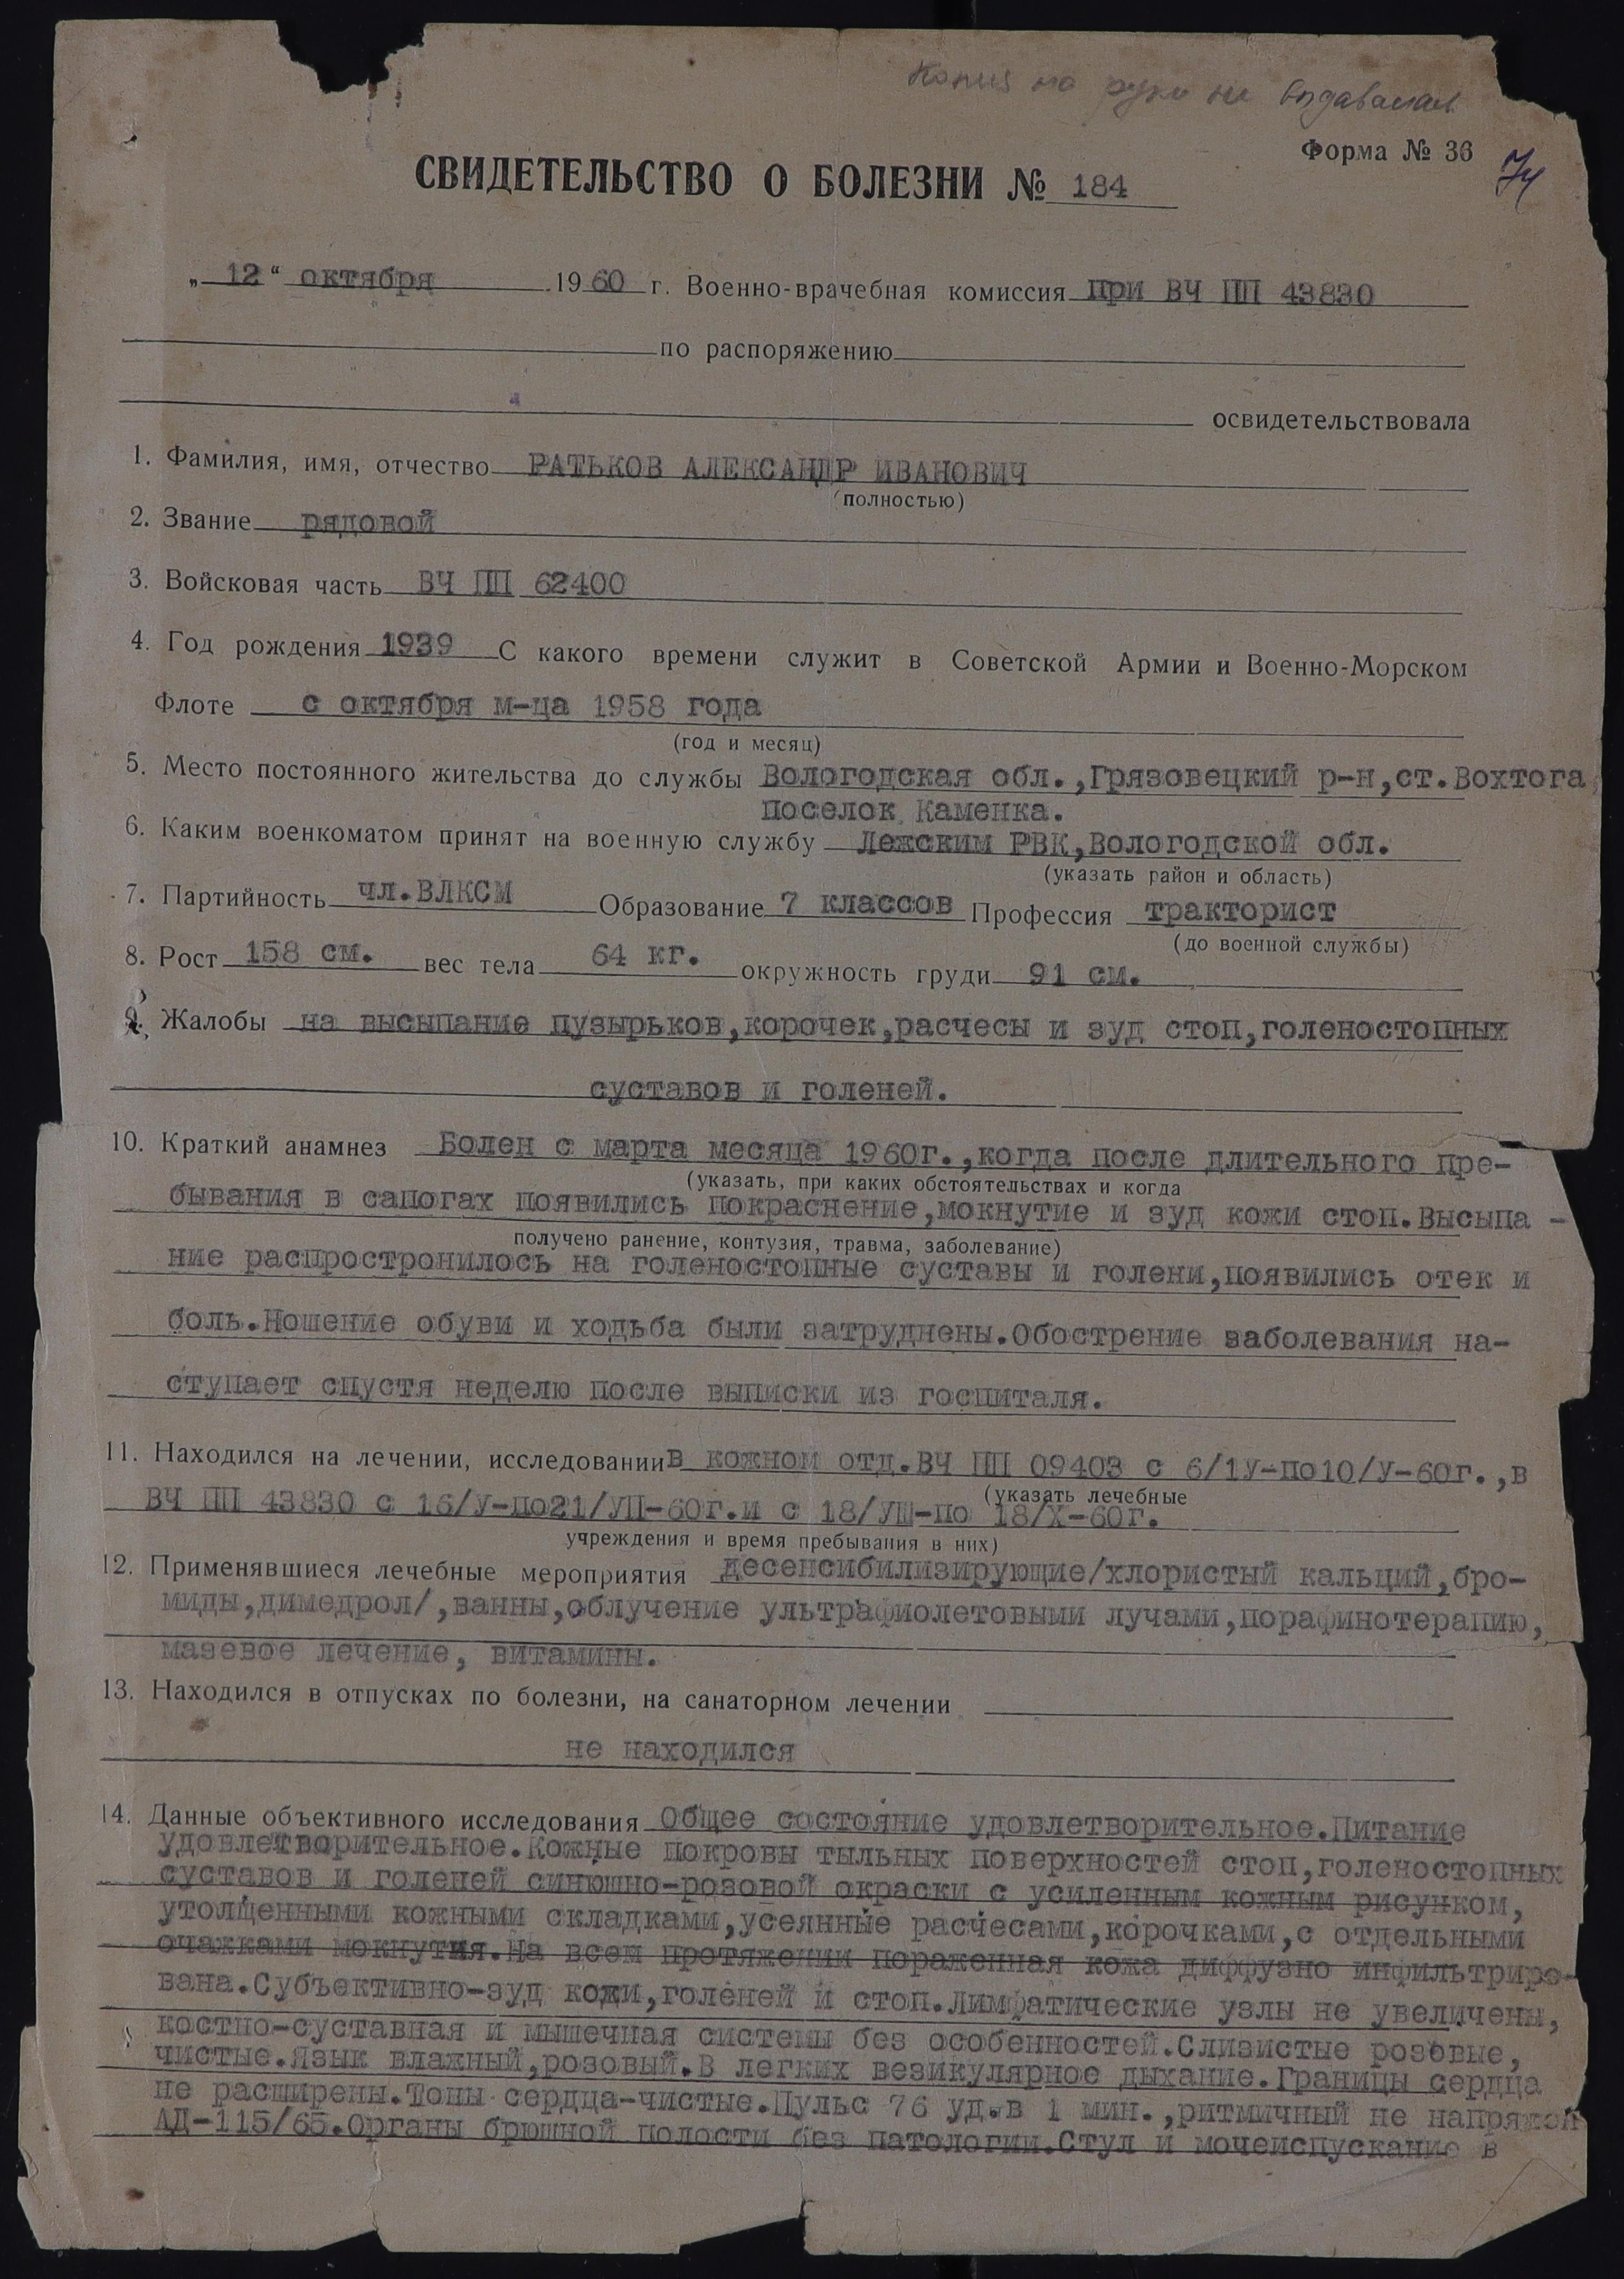 Копия на руки не выдавалась
Форма № 36
74
СВИДЕТЕЛЬСТВО О БОЛЕЗНИ № 184
„ 12 “ октября 1960 г. Военно-врачебная комиссия при ВЧ ПП 43830
по распоряжению
освидетельствовала
1. Фамилия, имя, отчество РАТЬКОВ АЛЕКСАНДР ИВАНОВИЧ
(полностью)
2. Звание рядовой
3. Войсковая часть ВЧ ПП 62400
4. Год рождения 1939 С какого времени служит в Советской Армии и Военно-Морском
Флоте с октября м-ца 1958 года
(год и месяц)
5. Место постоянного жительства до службы Вологодская обл.,Грязовецкий р-н,ст.Вохтога,
поселок Каменка.
6. Каким военкоматом принят на военную службу Лежским РВК,Вологодской обл.
(указать район и область)
7. Партийность чл.ВЛКСМ Образование 7 классов Профессия тракторист
(до военной службы)
8. Рост 158 см. вес тела 64 кг. окружность груди 91 см.
9. Жалобы на высыпание пузырьков,корочек,расчесы и зуд стоп,голеностопных
суставов и голеней.
10. Краткий анамнез Болен с марта месяца 1960г.,когда после длительного пре-
(указать, при каких обстоятельствах и когда
бывания в сапогах появились покраснение,мокнутие и зуд кожи стоп.Высыпа -
получено ранение, контузия, травма, заболевание)
ние распростронилось на голеностопные суставы и голени,появились отек и
боль.Ношение обуви и ходьба были затруднены.Обострение заболевания на-
ступает спустя неделю после выписки из госпиталя.
11. Находился на лечении, исследовании в кожном отд.ВЧ ПП 09403 с 6/1У-по10/У-60г.,в
(указать лечебные
ВЧ ПП 43830 с 16/У-по21/УП-60г.и с 18/УШ-по 18/Х-60г.
учреждения и время пребывания в них)
12. Применявшиеся лечебные мероприятия десенсибилизирующие/хлористый кальций,бро-
миды,димедрол/,ванны,облучение ультрафиолетовыми лучами,порафинотерапию,
мазевое лечение, витамины.
13. Находился в отпусках по болезни, на санаторном лечении
не находился
14. Данные объективного исследования Общее состояние удовлетворительное.Питание
удовлетворительное.Кожные покровы тыльных поверхностей стоп,голеностопных
суставов и голеней синюшно-розовой окраски с усиленным кожным рисунком,
утолщенными кожными складками,усеянные расчесами,корочками,с отдельными
очажками мокнутия.На всем протяжении пораженная кожа диффузно инфильтриро-
вана.Субъективно-зуд кожи,голеней и стоп.Лимфатические узлы не увеличены,
костно-суставная и мышечная системы без особенностей.Слизистые розовые,
чистые.Язык влажный,розовый.В легких везикулярное дыхание.Границы сердца
не расширены.Тоны сердца-чистые.Пульс 76 уд.в 1 мин.,ритмичный не напряжен
АД-115/65.Органы брюшной полости без патологии.Стул и мочеиспускание в